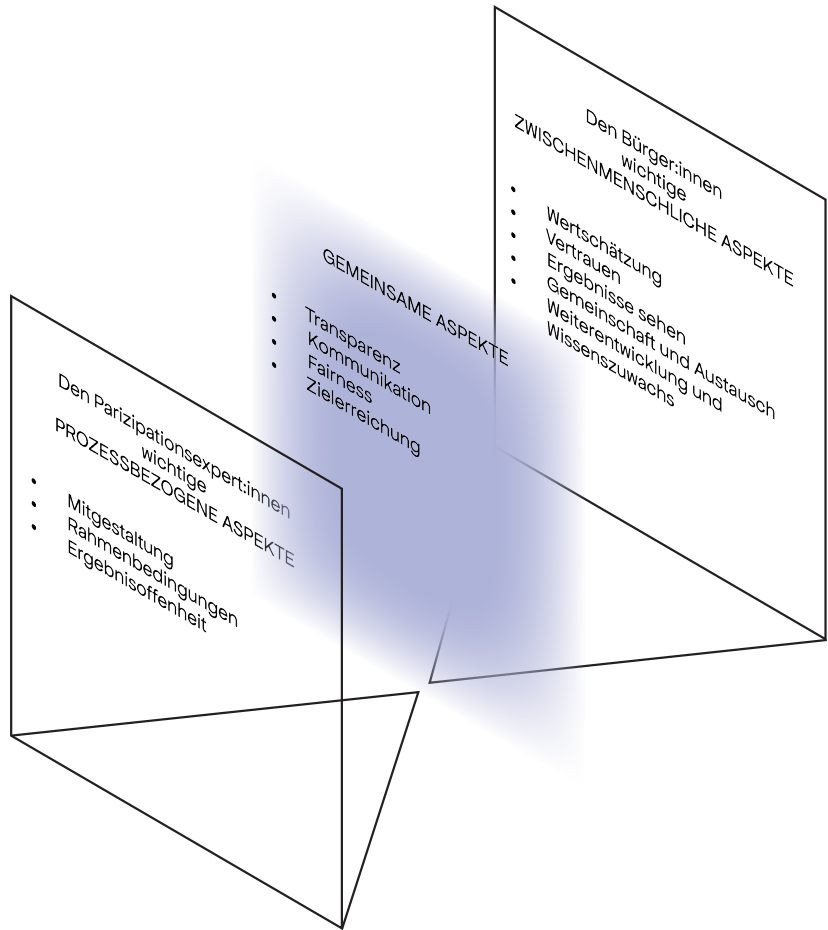 Den Bürger:innen
wichtige
ZWISCHENMENSCHLICHE ASPEKTE
• Wertschätzung
• Vertrauen
• Ergebnisse sehen
• Gemeinschaft und Austausch
• Weiterentwicklung und
Wissenszuwachs
GEMEINSAME ASPEKTE
• Transparenz
• Kommunikation
• Fairness
• Zielerreichung
Den Parizipationsexpert:innen
wichtige
PROZESSBEZOGENE ASPEKTE
• Mitgestaltung
• Rahmenbedingungen
• Ergebnisoffenheit